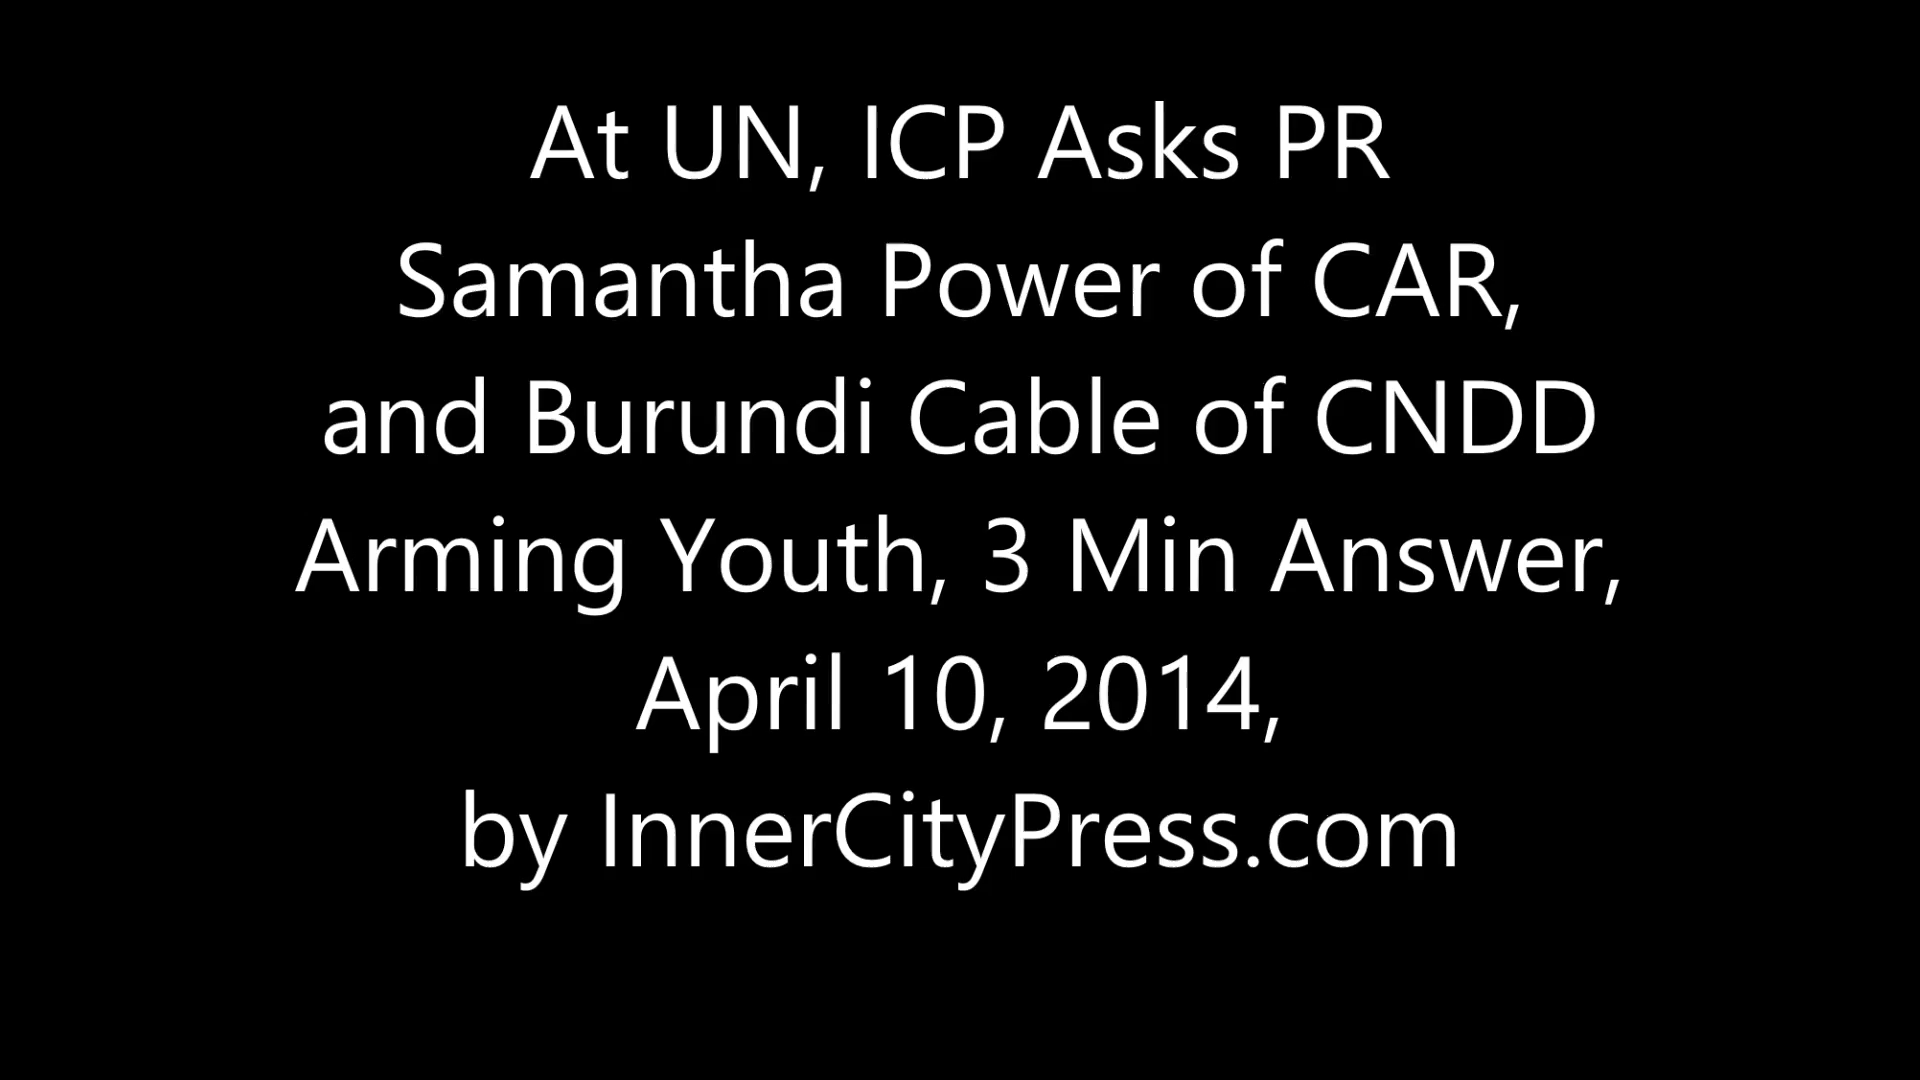 At UN, ICP Asks PR
Samantha Power of CAR,
and Burundi Cable of CNDD
Arming Youth, 3 Min Answer,
April 10, 2014,
by InnerCityPress.com